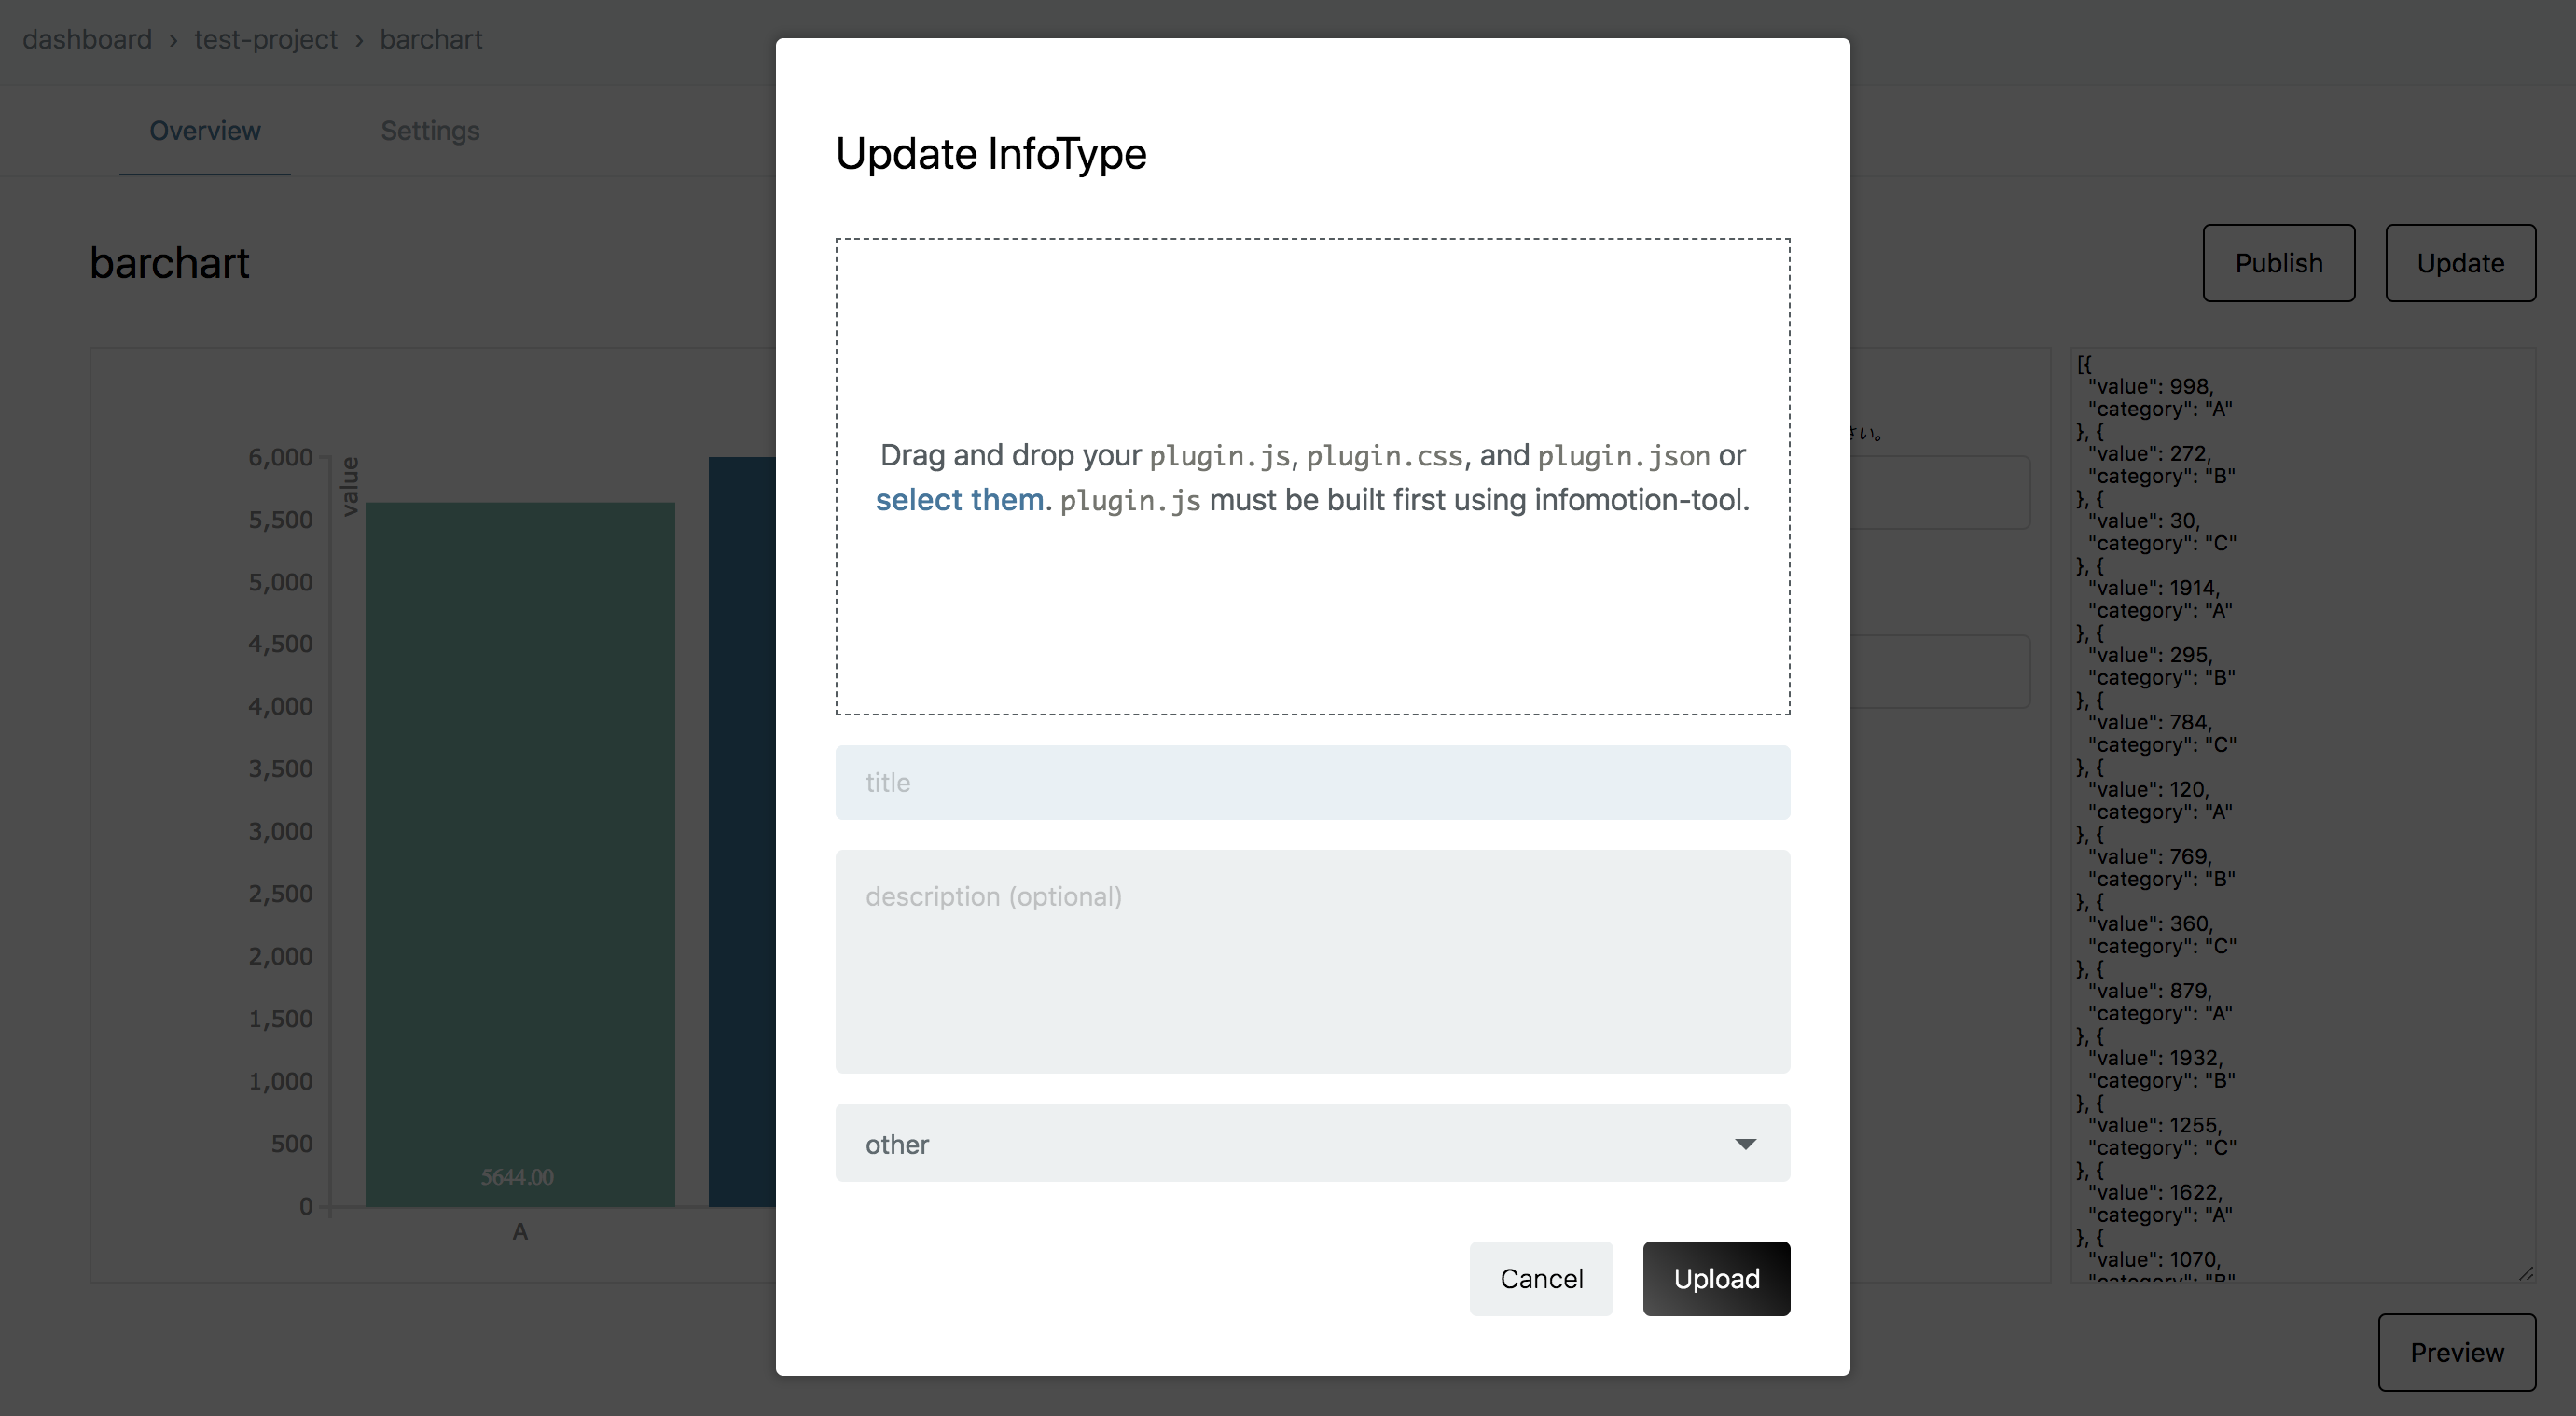 dashboard › test-project › barchart
Overview
Settings
barchart
Publish
Update
value
6,000
5,500
5,000
4,500
4,000
3,500
3,000
2,500
2,000
1,500
1,000
500
0
5644.00
A
Update InfoType
Drag and drop your plugin.js, plugin.css, and plugin.json or
select them. plugin.js must be built first using infomotion-tool.
title
description (optional)
other
Cancel
Upload
さい。
[{
"value": 998,
"category": "A"
}, {
"value": 272,
"category": "B"
}, {
"value": 30,
"category": "C"
}, {
"value": 1914,
"category": "A"
}, {
"value": 295,
"category": "B"
}, {
"value": 784,
"category": "C"
}, {
"value": 120,
"category": "A"
}, {
"value": 769,
"category": "B"
}, {
"value": 360,
"category": "C"
}, {
"value": 879,
"category": "A"
}, {
"value": 1932,
"category": "B"
}, {
"value": 1255,
"category": "C"
}, {
"value": 1622,
"category": "A"
}, {
"value": 1070,
"category": "B"
Preview